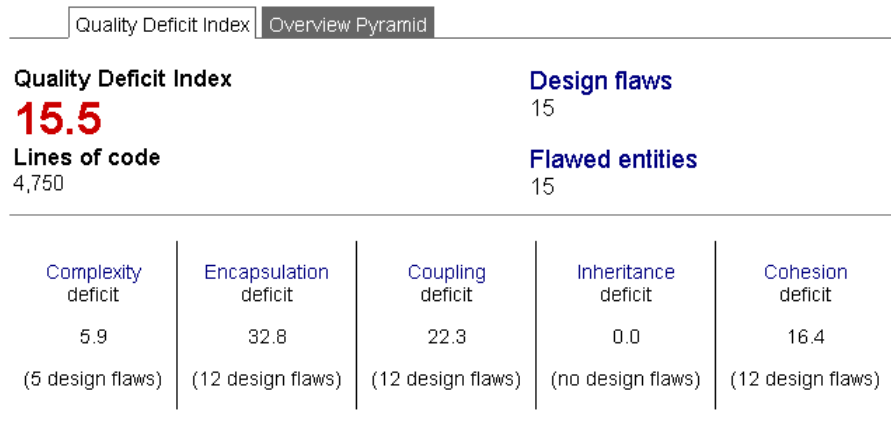 Quality Deficit Index Overview Pyramid
Quality Deficit Index
15.5
Lines of code
4,750
Design flaws
15
Flawed entities
15
Complexity
deficit
5.9
(5 design flaws)
Encapsulation
deficit
32.8
(12 design flaws)
Coupling
deficit
22.3
(12 design flaws)
Inheritance
deficit
0.0
(no design flaws)
Cohesion
deficit
16.4
(12 design flaws)